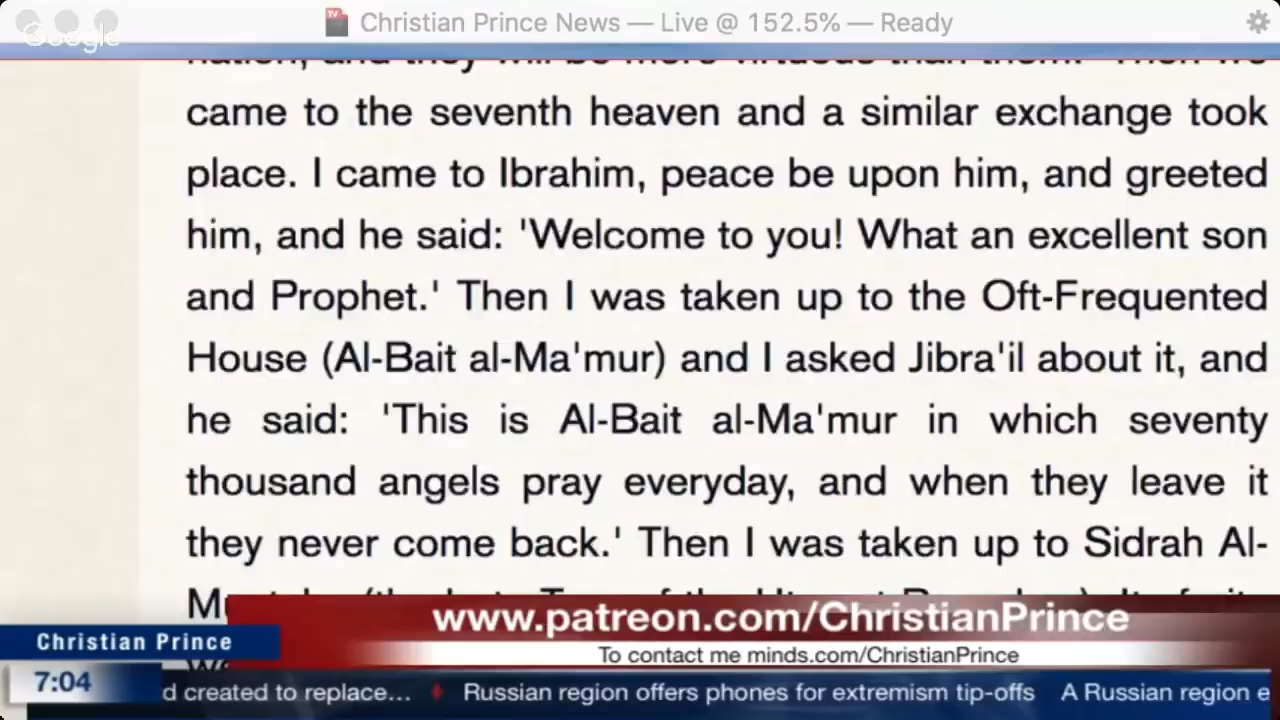 Christian Prince News — Live @ 152.5% — Ready
Google
came to the seventh heaven and a similar exchange took
place. I came to Ibrahim, peace be upon him, and greeted
him, and he said: 'Welcome to you! What an excellent son
and Prophet.' Then I was taken up to the Oft-Frequented
House (Al-Bait al-Ma'mur) and I asked Jibra'il about it, and
he said: 'This is Al-Bait al-Ma'mur in which seventy
thousand angels pray everyday, and when they leave it
they never come back.' Then I was taken up to Sidrah Al-
www.patreon.com/ChristianPrince
Christian Prince
To contact me minds.com/ChristianPrince
7:04
d created to replace... Russian region offers phones for extremism tip-offs A Russian region e